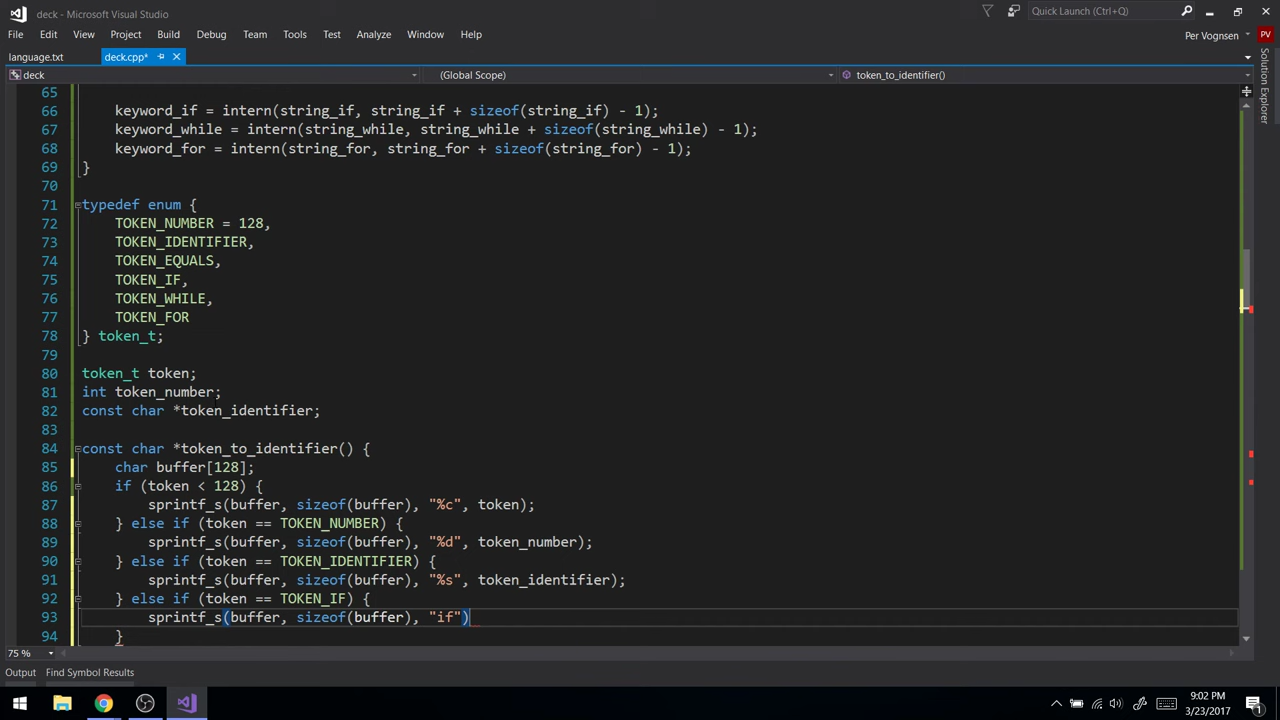 deck - Microsoft Visual Studio
Quick Launch (Ctrl+Q)
File Edit View Project Build Debug Team Tools Test Analyze Window Help
Per Vognsen PV
language.txt deck.cpp*
deck (Global Scope) token_to_identifier()
Solution Explorer
65
66 keyword_if = intern(string_if, string_if + sizeof(string_if) - 1);
67 keyword_while = intern(string_while, string_while + sizeof(string_while) - 1);
68 keyword_for = intern(string_for, string_for + sizeof(string_for) - 1);
69 }
70
71 typedef enum {
72 TOKEN_NUMBER = 128,
73 TOKEN_IDENTIFIER,
74 TOKEN_EQUALS,
75 TOKEN_IF,
76 TOKEN_WHILE,
77 TOKEN_FOR
78 } token_t;
79
80 token_t token;
81 int token_number;
82 const char *token_identifier;
83
84 const char *token_to_identifier() {
85 char buffer[128];
86 if (token < 128) {
87 sprintf_s(buffer, sizeof(buffer), "%c", token);
88 } else if (token == TOKEN_NUMBER) {
89 sprintf_s(buffer, sizeof(buffer), "%d", token_number);
90 } else if (token == TOKEN_IDENTIFIER) {
91 sprintf_s(buffer, sizeof(buffer), "%s", token_identifier);
92 } else if (token == TOKEN_IF) {
93 sprintf_s(buffer, sizeof(buffer), "if")
94 }
75 %
Output Find Symbol Results
9:02 PM
3/23/2017
1